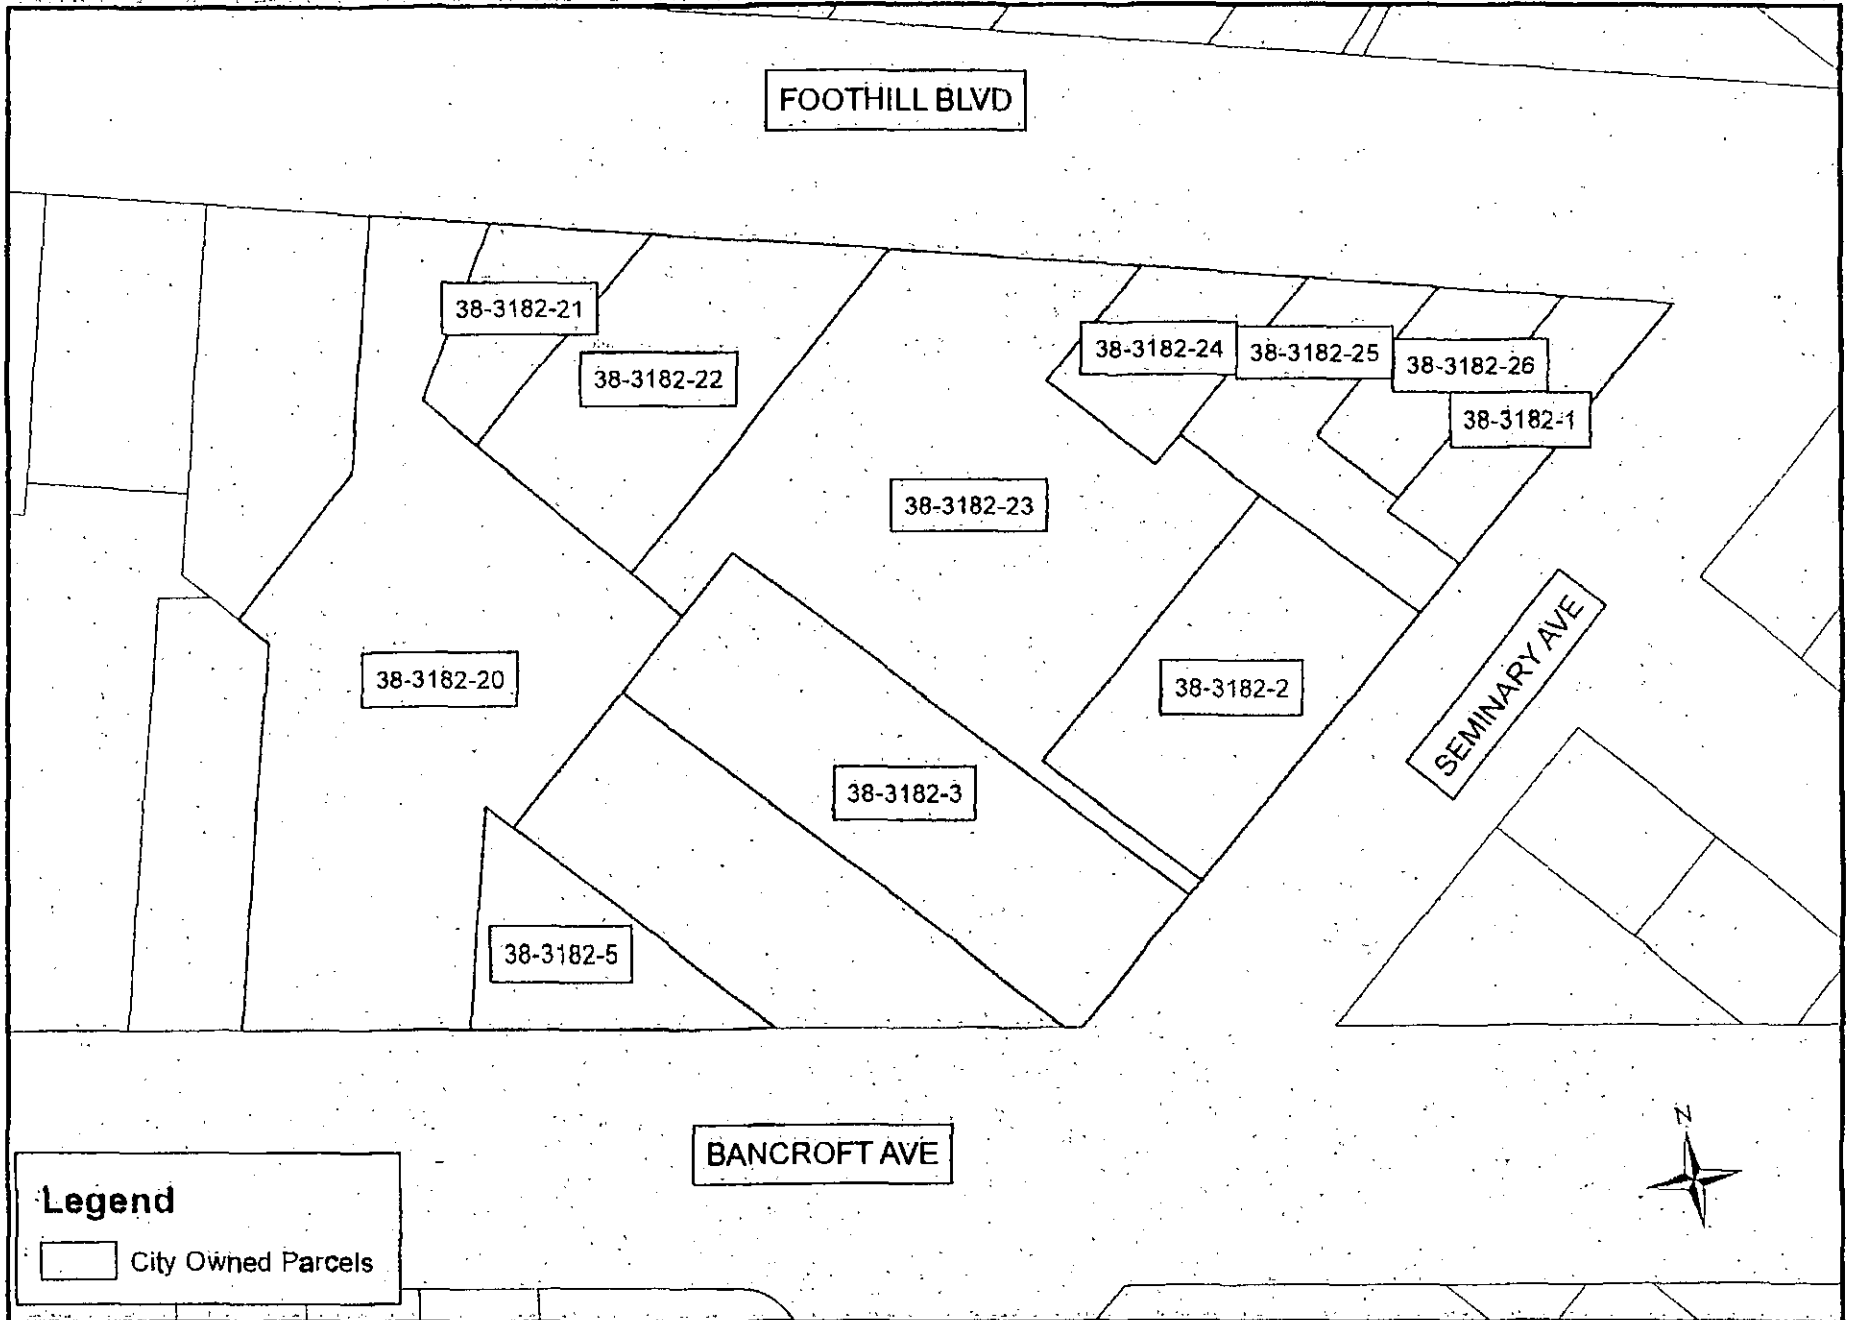 FOOTHILL BLVD
38-3182-21
38-3182-22
38-3182-24
38-3182-25
38-3182-26
38-3182-1
38-3182-23
38-3182-20
38-3182-2
38-3182-3
38-3182-5
SEMINARY AVE
BANCROFT AVE
N
Legend
City Owned Parcels